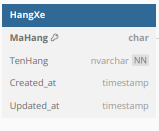 HangXe
MaHang char
TenHang nvarchar NN
Created_at timestamp
Updated_at timestamp